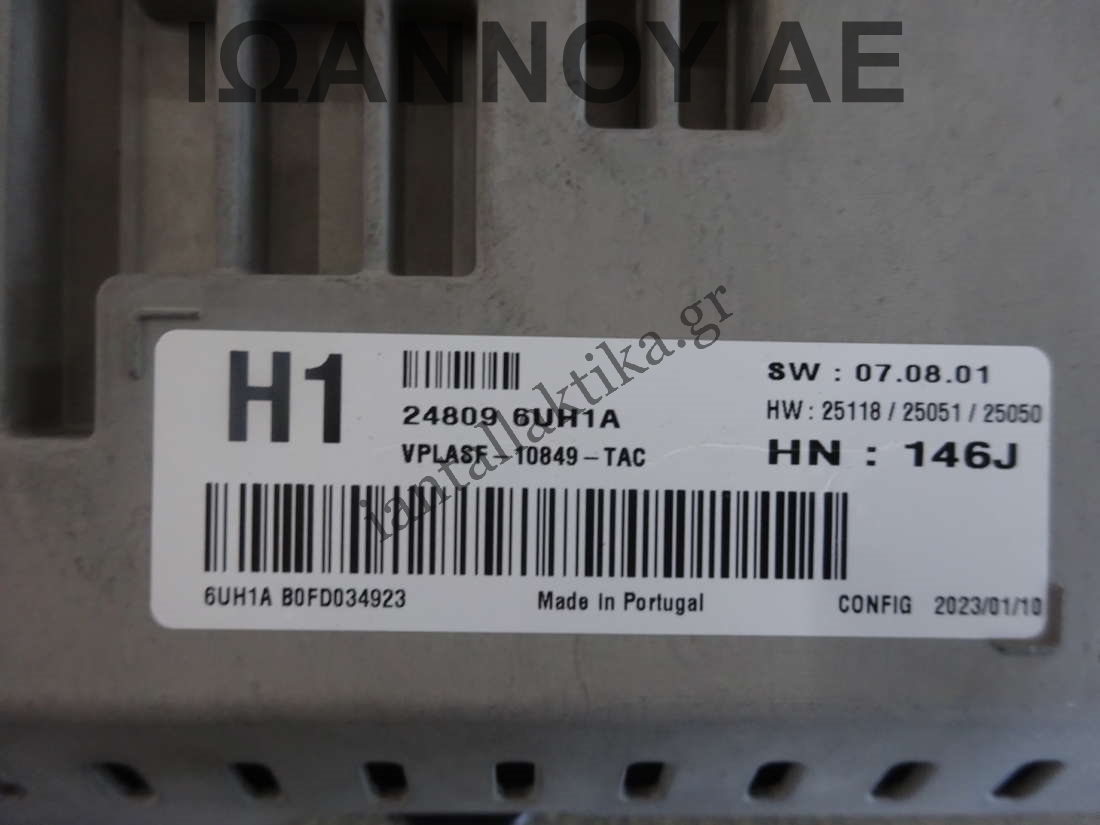 ΙΩΑΝΝΟΥ ΑΕ
H1
24809 6UH1A
VPLASF-10849-TAC
SW : 07.08.01
HW : 25118 / 25051 / 25050
HN : 146J
iantallaktika.gr
6UH1A B0FD034923
Made in Portugal
CONFIG 2023/01/10